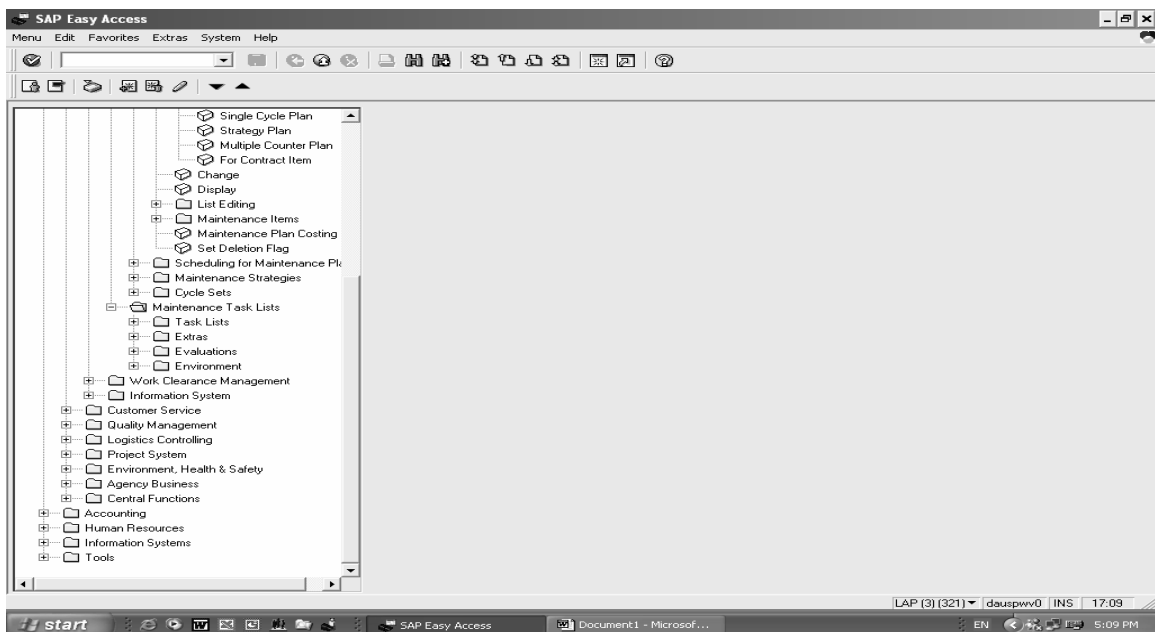 SAP Easy Access
Menu Edit Favorites Extras System Help
Single Cycle Plan
Strategy Plan
Multiple Counter Plan
For Contract Item
Change
Display
List Editing
Maintenance Items
Maintenance Plan Costing
Set Deletion Flag
Scheduling for Maintenance Pla
Maintenance Strategies
Cycle Sets
Maintenance Task Lists
Task Lists
Extras
Evaluations
Environment
Work Clearance Management
Information System
Customer Service
Quality Management
Logistics Controlling
Project System
Environment, Health & Safety
Agency Business
Central Functions
Accounting
Human Resources
Information Systems
Tools
LAP (3) (321) dauspwv0 INS 17:09
start SAP Easy Access Document1 - Microsof... EN 5:09 PM